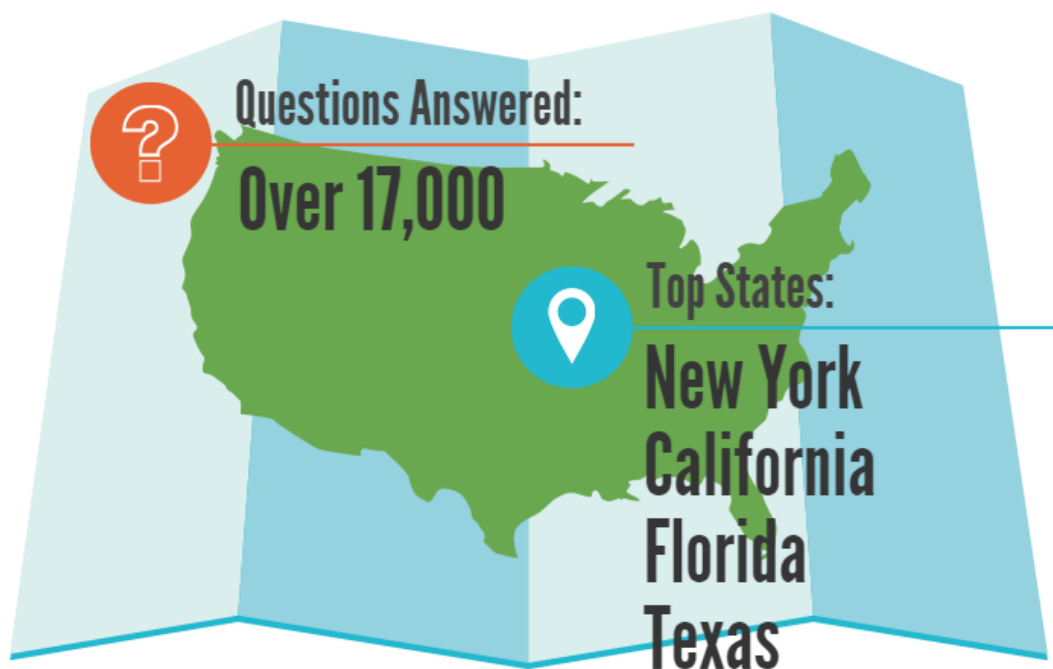 Questions Answered:
Over 17,000
Top States:
New York
California
Florida
Texas